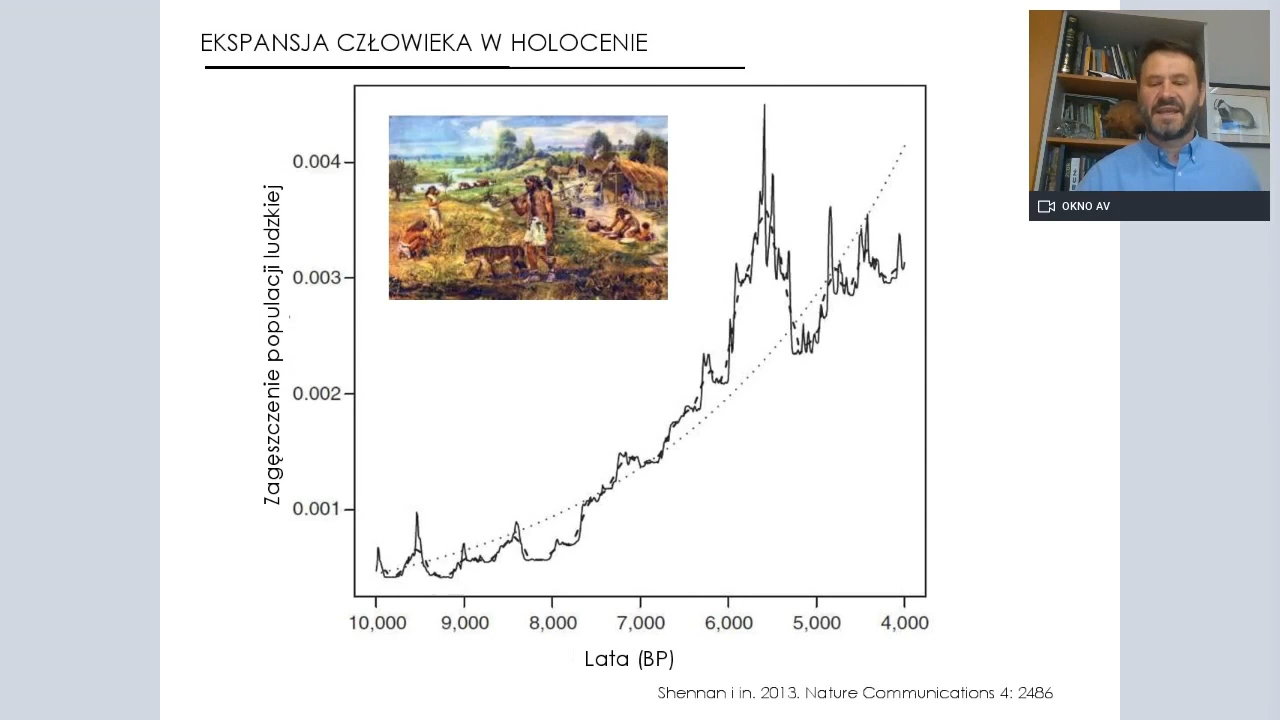 EKSPANSJA CZŁOWIEKA W HOLOCENIE
OKNO AV
Zagęszczenie populacji ludzkiej
0.004
0.003
0.002
0.001
10,000 9,000 8,000 7,000 6,000 5,000 4,000
Lata (BP)
Shennan i in. 2013. Nature Communications 4: 2486